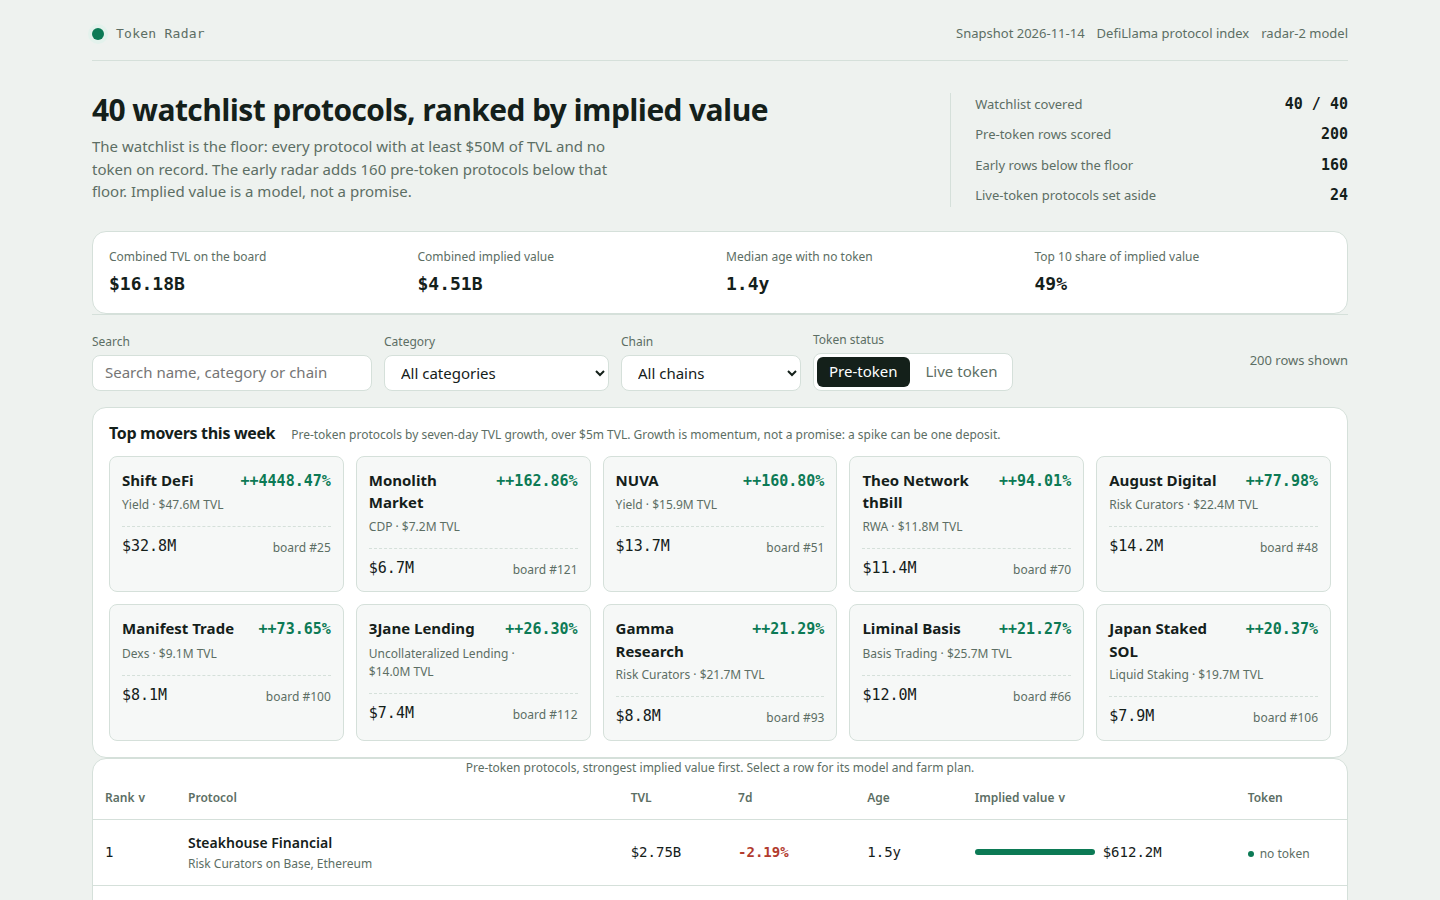 Token Radar
Snapshot 2026-11-14 DefiLlama protocol index radar-2 model
40 watchlist protocols, ranked by implied value
The watchlist is the floor: every protocol with at least $50M of TVL and no
token on record. The early radar adds 160 pre-token protocols below that
floor. Implied value is a model, not a promise.
Watchlist covered 40 / 40
Pre-token rows scored 200
Early rows below the floor 160
Live-token protocols set aside 24
Combined TVL on the board
$16.18B
Combined implied value
$4.51B
Median age with no token
1.4y
Top 10 share of implied value
49%
Search
Search name, category or chain
Category
All categories
Chain
All chains
Token status
Pre-token Live token
200 rows shown
Top movers this week Pre-token protocols by seven-day TVL growth, over $5m TVL. Growth is momentum, not a promise: a spike can be one deposit.
Shift DeFi ++4448.47%
Yield · $47.6M TVL
$32.8M board #25
Monolith ++162.86%
Market
CDP · $7.2M TVL
$6.7M board #121
NUVA ++160.80%
Yield · $15.9M TVL
$13.7M board #51
Theo Network ++94.01%
thBill
RWA · $11.8M TVL
$11.4M board #70
August Digital ++77.98%
Risk Curators · $22.4M TVL
$14.2M board #48
Manifest Trade ++73.65%
Dexs · $9.1M TVL
$8.1M board #100
3Jane Lending ++26.30%
Uncollateralized Lending ·
$14.0M TVL
$7.4M board #112
Gamma ++21.29%
Research
Risk Curators · $21.7M TVL
$8.8M board #93
Liminal Basis ++21.27%
Basis Trading · $25.7M TVL
$12.0M board #66
Japan Staked ++20.37%
SOL
Liquid Staking · $19.7M TVL
$7.9M board #106
Pre-token protocols, strongest implied value first. Select a row for its model and farm plan.
Rank v Protocol TVL 7d Age Implied value v Token
1 Steakhouse Financial $2.75B -2.19% 1.5y $612.2M no token
Risk Curators on Base, Ethereum